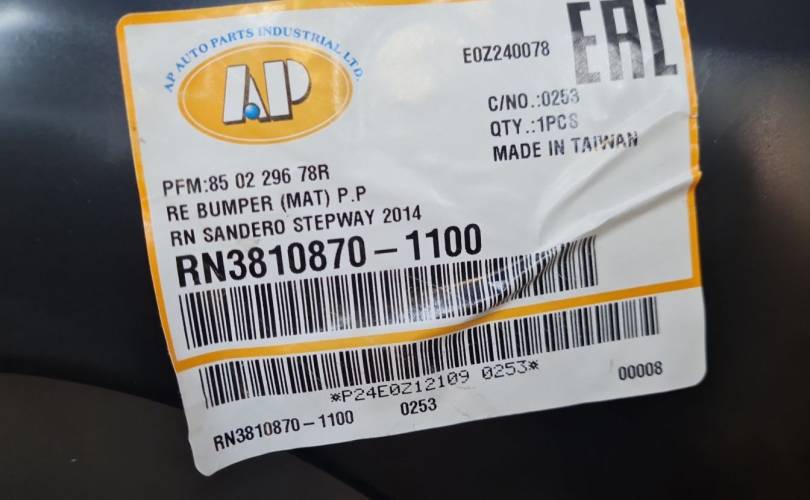 AP AUTO PARTS INDUSTRIAL LTD.
AP
E0Z240078
EAC
C/NO.:0253
QTY.:1PCS
MADE IN TAIWAN
PFM:85 02 296 78R
RE BUMPER (MAT) P.P
RN SANDERO STEPWAY 2014
RN3810870-1100
*P24E0Z12109 0253*
RN3810870-1100
0253
00008